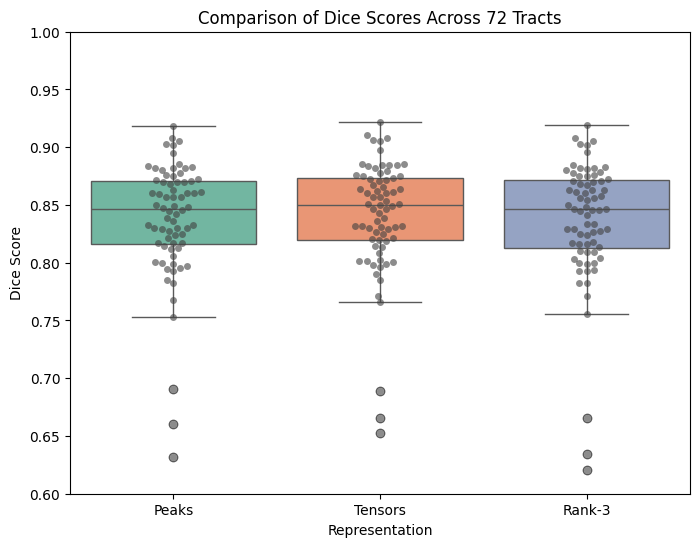 Comparison of Dice Scores Across 72 Tracts
1.00
0.95
0.90
0.85
0.80
0.75
0.70
0.65
0.60
Dice Score
Peaks
Tensors
Rank-3
Representation